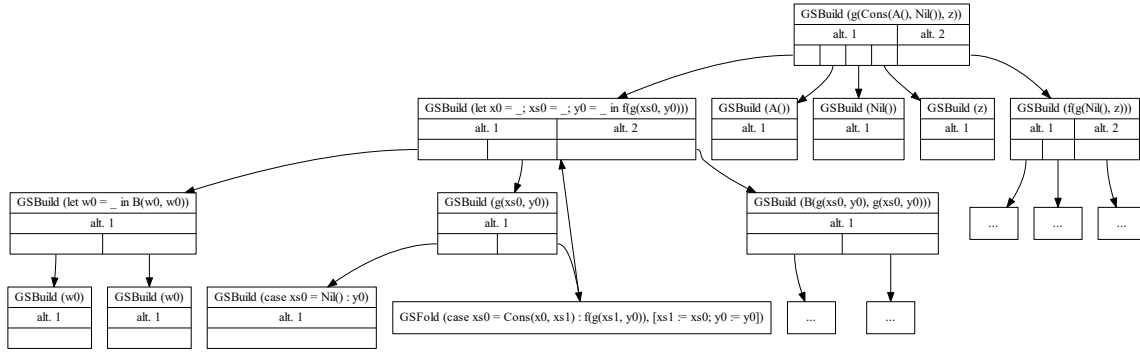 GSBuild (g(Cons(A(), Nil()), z))
alt. 1 alt. 2
GSBuild (let x0 = _; xs0 = _; y0 = _ in f(g(xs0, y0)))
alt. 1 alt. 2
GSBuild (A())
alt. 1
GSBuild (Nil())
alt. 1
GSBuild (z)
alt. 1
GSBuild (f(g(Nil(), z)))
alt. 1 alt. 2
GSBuild (let w0 = _ in B(w0, w0))
alt. 1
GSBuild (g(xs0, y0))
alt. 1
GSBuild (B(g(xs0, y0), g(xs0, y0)))
alt. 1
...
...
...
GSBuild (w0)
alt. 1
GSBuild (w0)
alt. 1
GSBuild (case xs0 = Nil() : y0)
alt. 1
GSFold (case xs0 = Cons(x0, xs1) : f(g(xs1, y0)), [xs1 := xs0; y0 := y0])
...
...